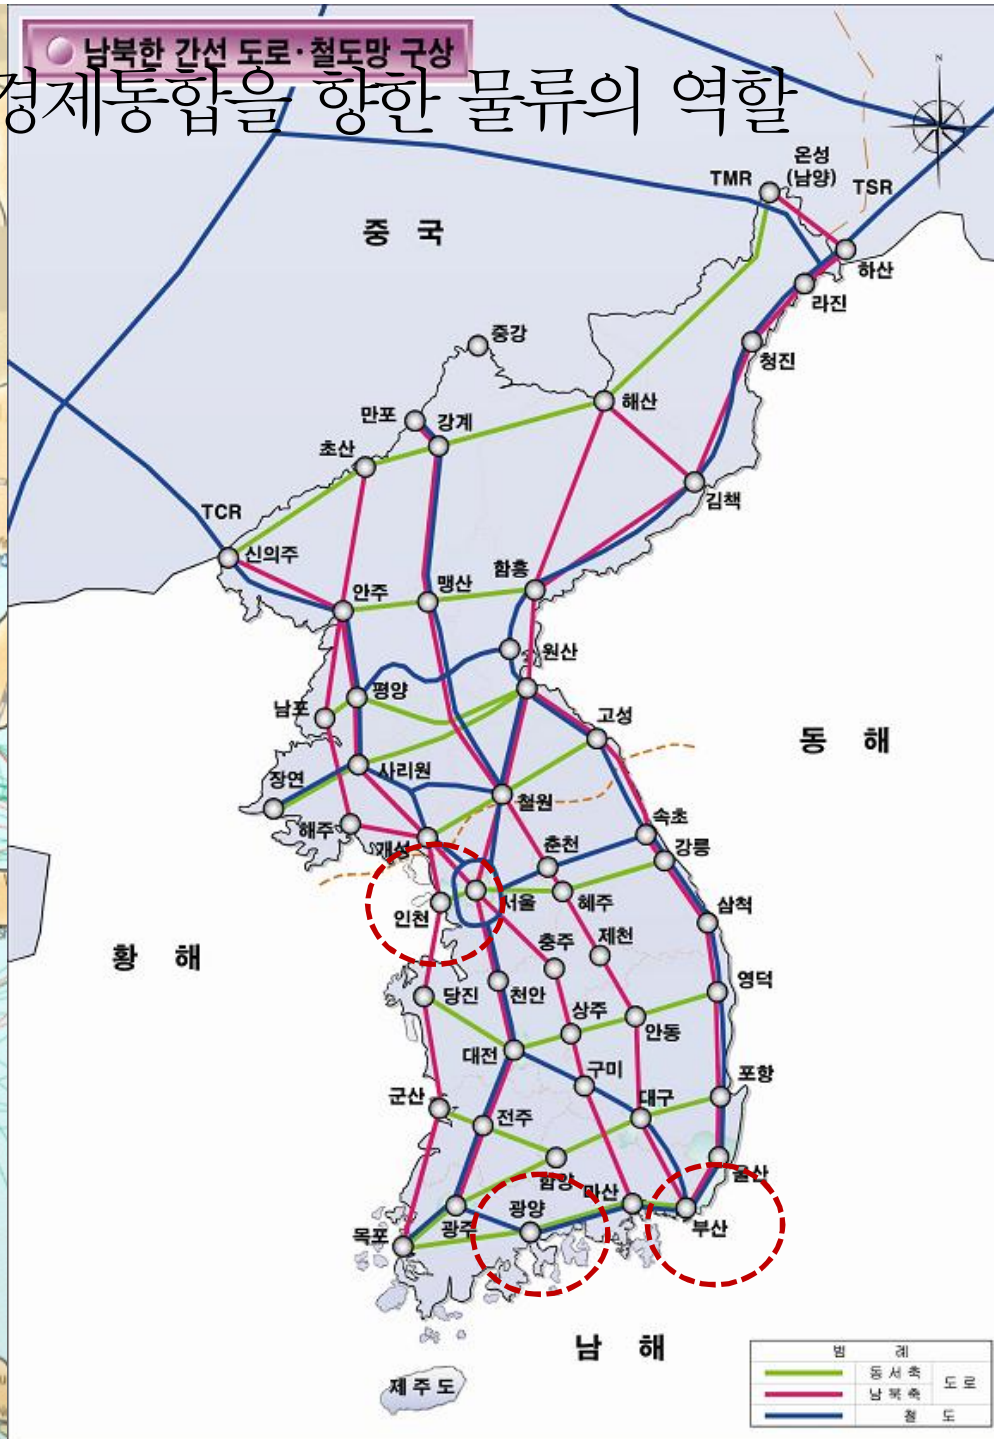 남북한 간선 도로·철도망 구상
경제통합을 향한 물류의 역할
N
온성
(남양)
TMR
TSR
중 국
하산
라진
중강
청진
해산
만포
강계
초산
김책
TCR
신의주
함흥
안주
맹산
원산
평양
남포
고성
동 해
사리원
장연
철원
해주
속초
개성
춘천
강릉
서울
혜주
인천
삼척
충주
제천
황 해
영덕
당진
천안
상주
안동
대전
구미
포항
군산
대구
전주
울산
함양
마산
광양
광주
부산
목포
남 해
제주도
범 례
동서축
도로
남북축
철 도